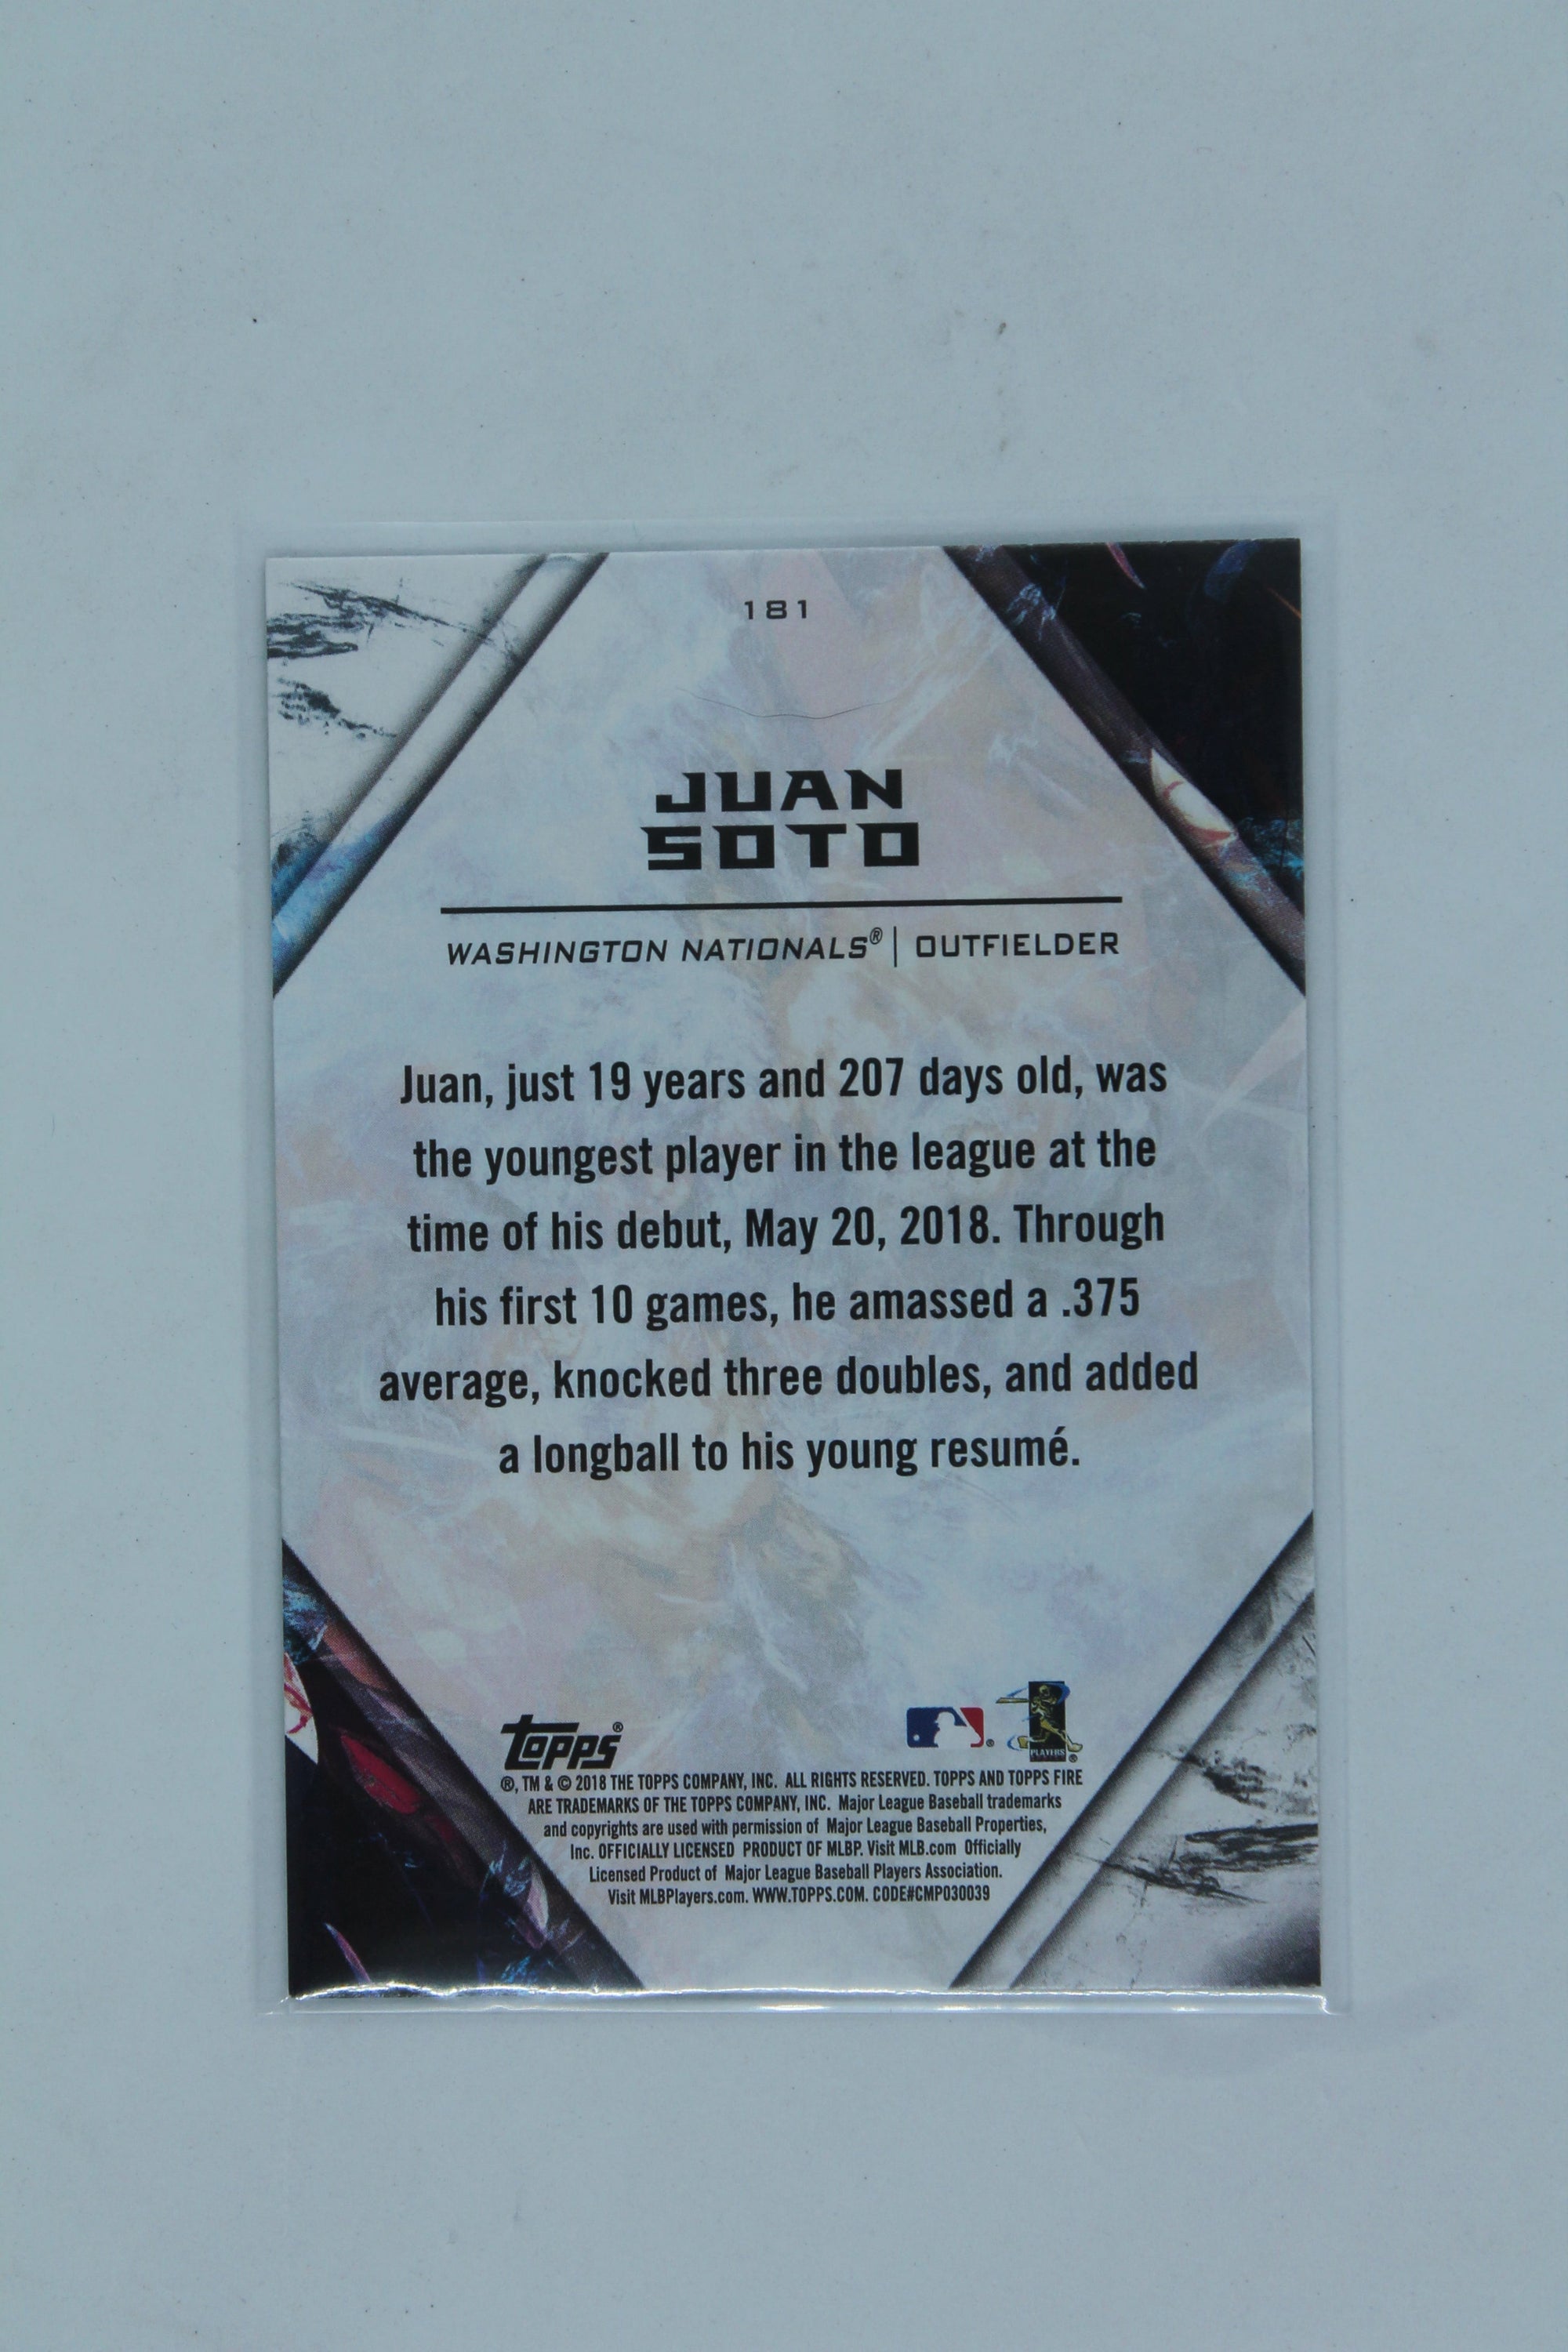 181
JUAN
SOTO
WASHINGTON NATIONALS® | OUTFIELDER
Juan, just 19 years and 207 days old, was
the youngest player in the league at the
time of his debut, May 20, 2018. Through
his first 10 games, he amassed a .375
average, knocked three doubles, and added
a longball to his young resumé.
Topps®
PLAYERS ®
®, TM & © 2018 THE TOPPS COMPANY, INC. ALL RIGHTS RESERVED. TOPPS AND TOPPS FIRE
ARE TRADEMARKS OF THE TOPPS COMPANY, INC. Major League Baseball trademarks
and copyrights are used with permission of Major League Baseball Properties,
Inc. OFFICIALLY LICENSED PRODUCT OF MLBP. Visit MLB.com Officially
Licensed Product of Major League Baseball Players Association.
Visit MLBPlayers.com. WWW.TOPPS.COM. CODE#CMP030039